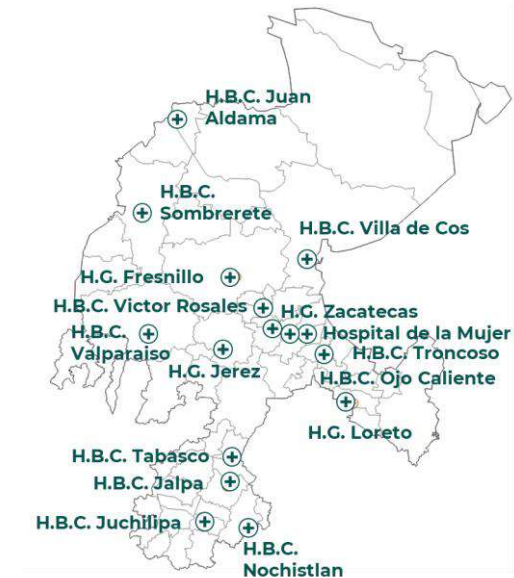 H.B.C. Juan
Aldama
H.B.C.
Sombrerete
H.B.C. Villa de Cos
H.G. Fresnillo
H.B.C. Victor Rosales
H.G. Zacatecas
H.B.C.
Valparaiso
Hospital de la Mujer
H.B.C. Troncoso
H.G. Jerez
H.B.C. Ojo Caliente
H.G. Loreto
H.B.C. Tabasco
H.B.C. Jalpa
H.B.C. Juchilipa
H.B.C.
Nochistlan